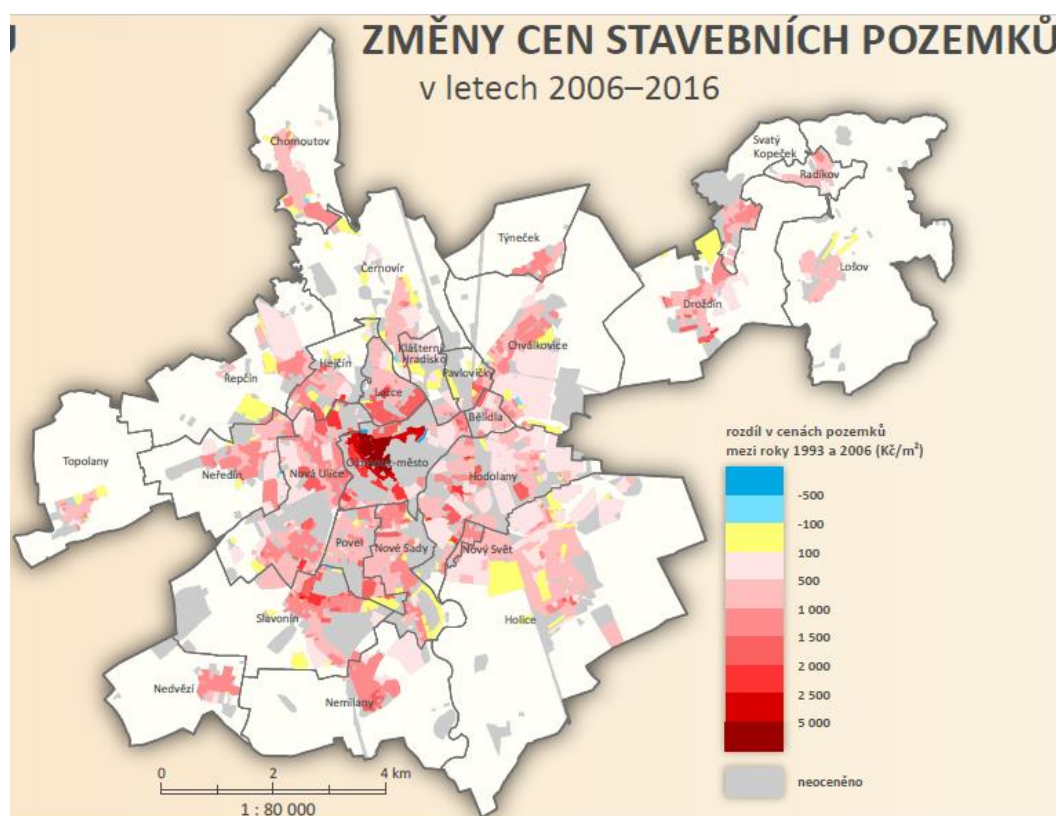 ZMĚNY CEN STAVEBNÍCH POZEMKŮ
v letech 2006–2016
Chomoutov
Svatý
Kopeček
Radíkov
Týneček
Černovír
Lošov
Droždín
Klášterní
Hradisko
Chválkovice
Hejčín
Pavlovičky
Řepčín
Lazce
Bělidla
rozdíl v cenách pozemků
mezi roky 1993 a 2006 (Kč/m²)
Topolany
Neředín
Nová Ulice
Olomouc-město
Hodolany
-500
-100
100
500
1 000
1 500
2 000
2 500
5 000
neoceněno
Povel
Nové Sady
Nový Svět
Slavonín
Holice
Nedvězí
Nemilany
0 2 4 km
1 : 80 000